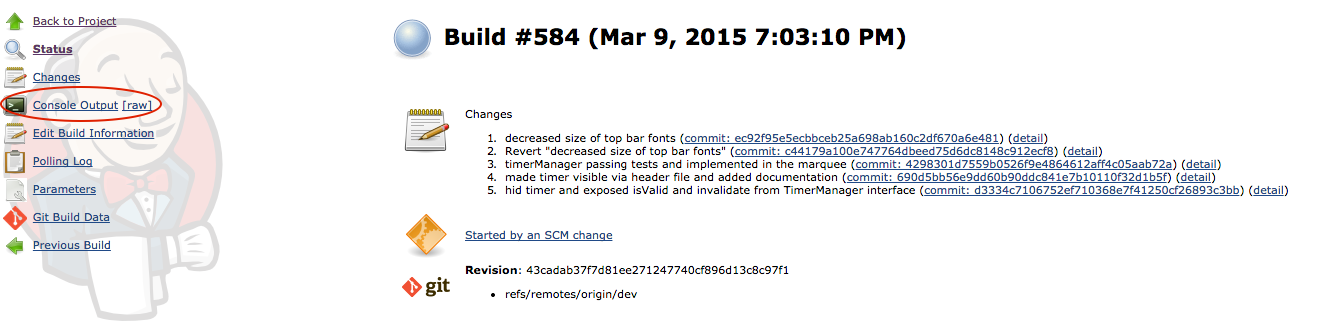 Back to Project
Status
Changes
Console Output [raw]
Edit Build Information
Polling Log
Parameters
Git Build Data
Previous Build
Build #584 (Mar 9, 2015 7:03:10 PM)
Changes
1. decreased size of top bar fonts (commit: ec92f95e5ecbbceb25a698ab160c2df670a6e481) (detail)
2. Revert "decreased size of top bar fonts" (commit: c44179a100e747764dbeed75d6dc8148c912ecf8) (detail)
3. timerManager passing tests and implemented in the marquee (commit: 4298301d7559b0526f9e4864612aff4c05aab72a) (detail)
4. made timer visible via header file and added documentation (commit: 690d5bb56e9dd60b90ddc841e7b10110f32d1b5f) (detail)
5. hid timer and exposed isValid and invalidate from TimerManager interface (commit: d3334c7106752ef710368e7f41250cf26893c3bb) (detail)
Started by an SCM change
git
Revision: 43cadab37f7d81ee271247740cf896d13c8c97f1
• refs/remotes/origin/dev